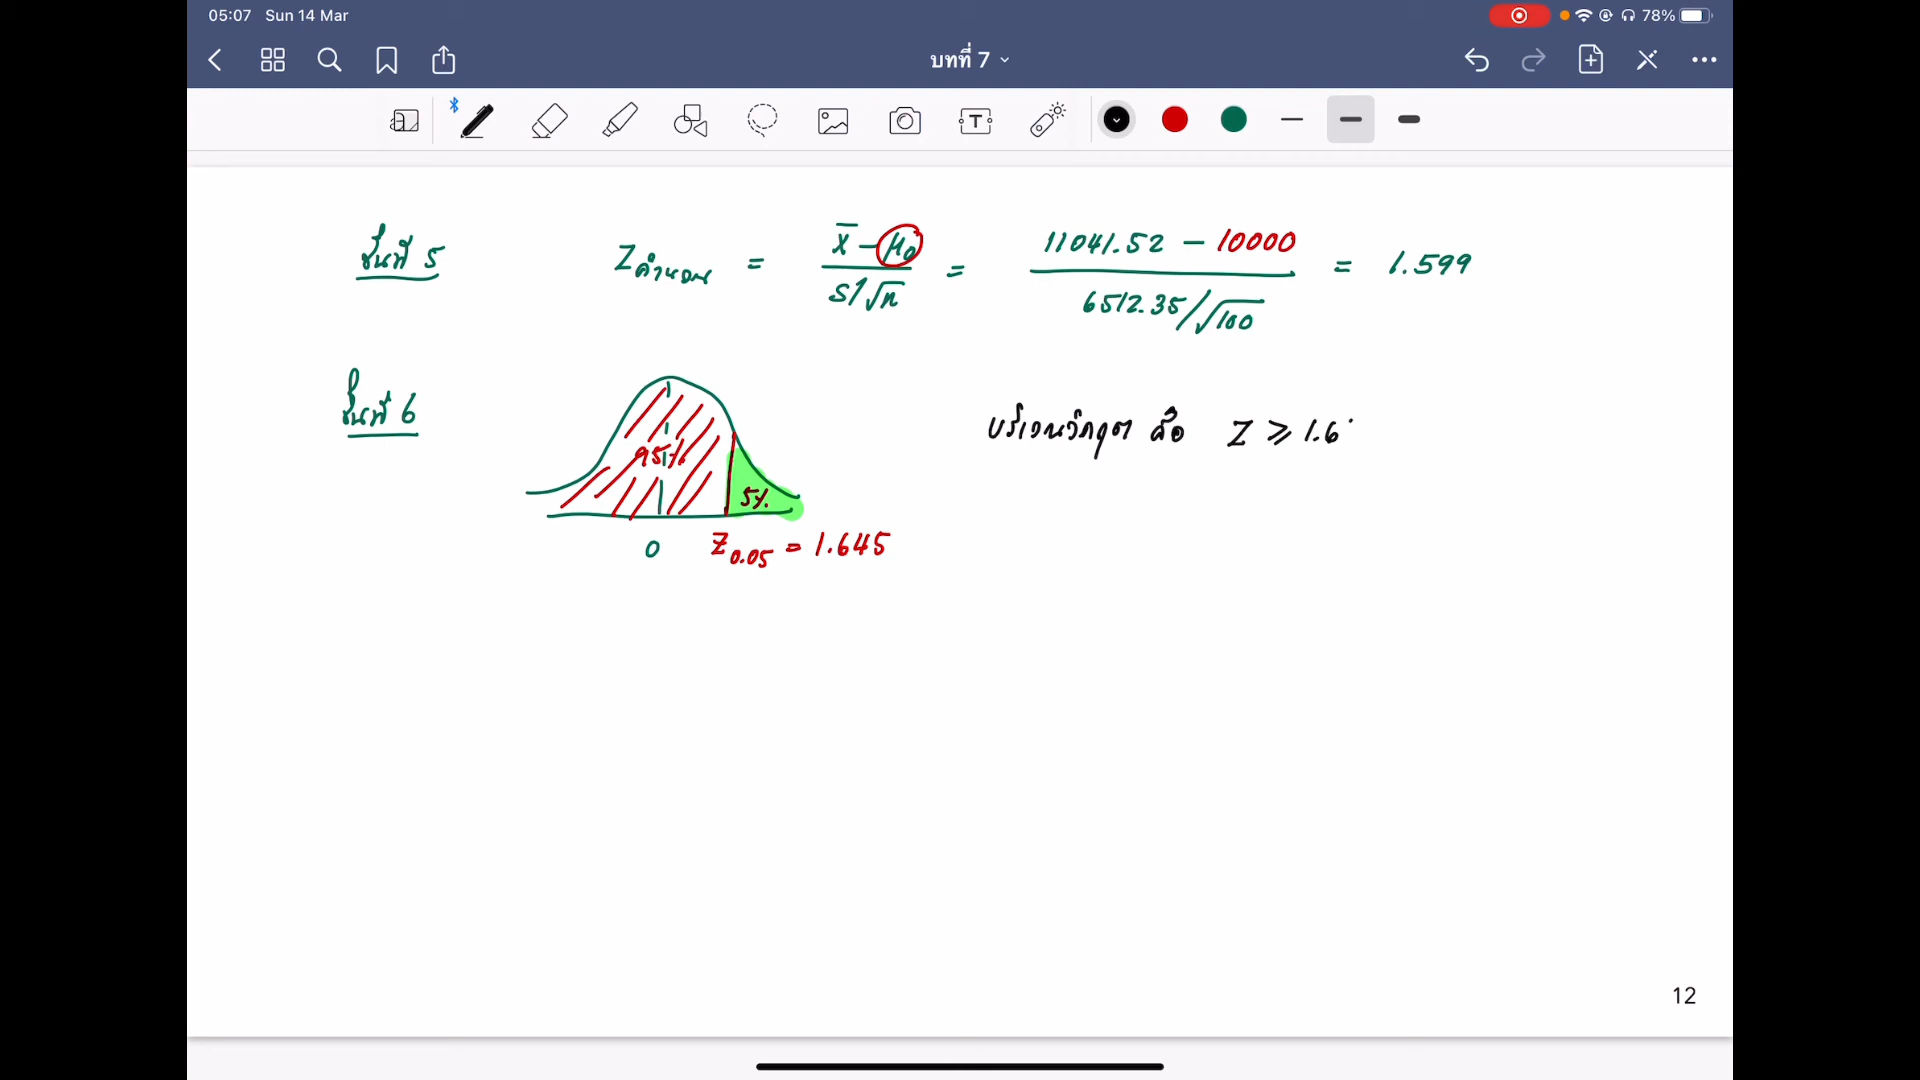 05:07 Sun 14 Mar
78%
บทที่ 7
ขั้นที่ 5 Zคำนวณ = x̄ − μ0 / s/√n = 11041.52 − 10000 / 6512.35/√100 = 1.599
ขั้นที่ 6
95%
5%
บริเวณวิกฤต คือ Z ⩾ 1.6
0 Z0.05 = 1.645
12